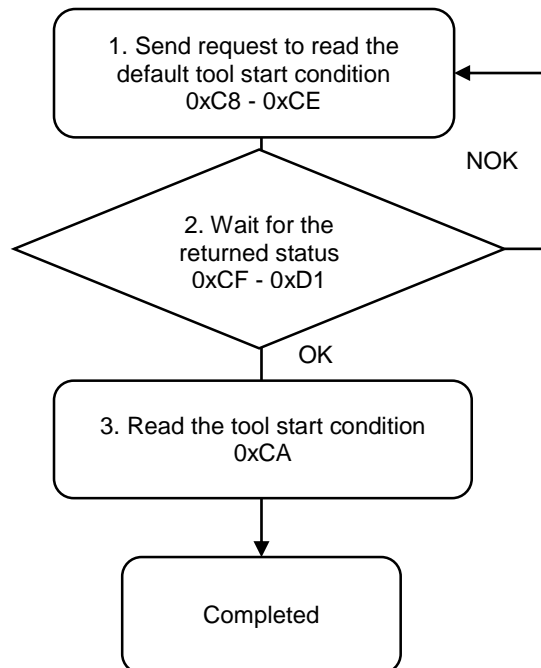 1. Send request to read the
default tool start condition
0xC8 - 0xCE
NOK
2. Wait for the
returned status
0xCF - 0xD1
OK
3. Read the tool start condition
0xCA
Completed